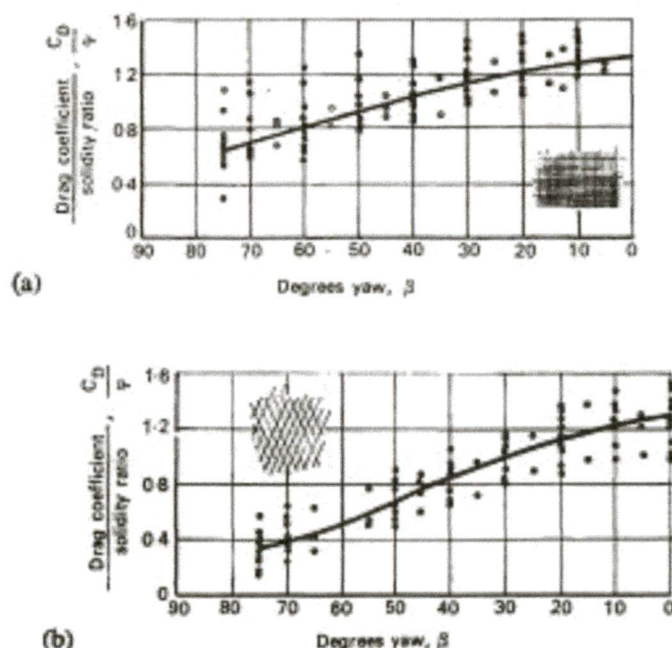 1·6
1·2
0·8
0·4
0
Drag coefficient / solidity ratio, C_D / φ
90 80 70 60 50 40 30 20 10 0
Degrees yaw, β
(a)
1·6
1·2
0·8
0·4
0
Drag coefficient / solidity ratio, C_D / φ
90 80 70 60 50 40 30 20 10 0
Degrees yaw, β
(b)